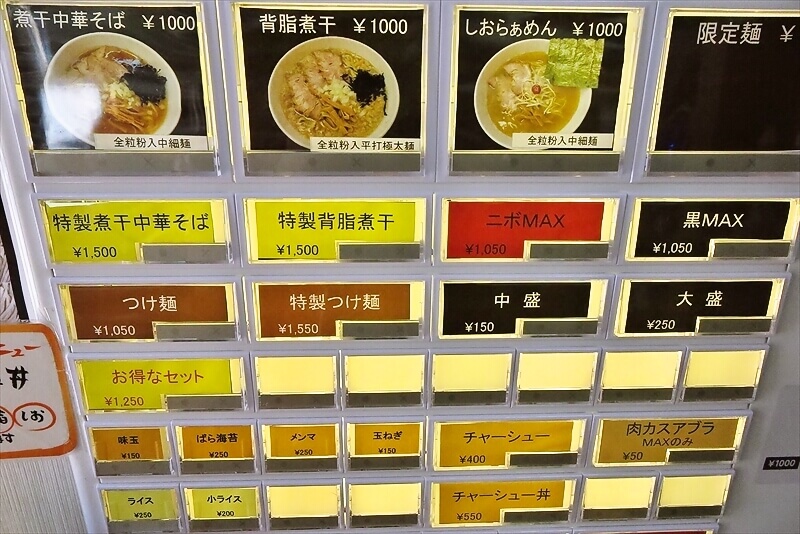 煮干中華そば ¥1000
全粒粉入中細麺
背脂煮干 ¥1000
全粒粉入平打極太麺
しおらぁめん ¥1000
全粒粉入中細麺
限定麺 ¥
特製煮干中華そば
¥1,500
特製背脂煮干
¥1,500
ニボMAX
¥1,050
黒MAX
¥1,050
つけ麺
¥1,050
特製つけ麺
¥1,550
中盛
¥150
大盛
¥250
お得なセット
¥1,250
味玉
¥150
ばら海苔
¥250
メンマ
¥250
玉ねぎ
¥150
チャーシュー
¥400
肉カスアブラ
MAXのみ
¥50
ライス
¥250
小ライス
¥200
チャーシュー丼
¥550
ュー
丼
しお
す
¥1000